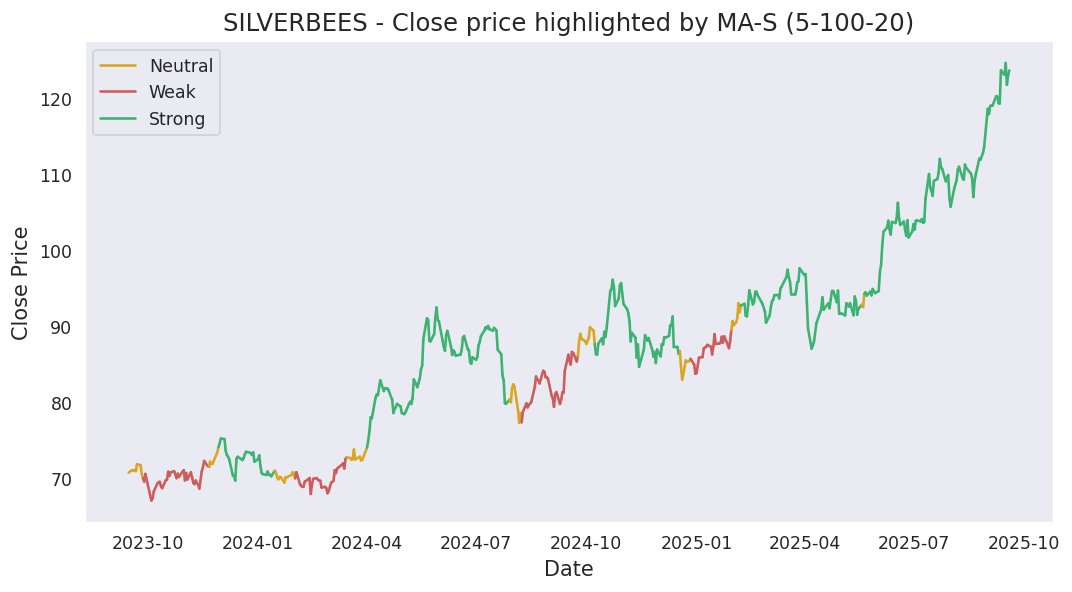 SILVERBEES - Close price highlighted by MA-S (5-100-20)
Neutral
Weak
Strong
Close Price
120
110
100
90
80
70
2023-10 2024-01 2024-04 2024-07 2024-10 2025-01 2025-04 2025-07 2025-10
Date